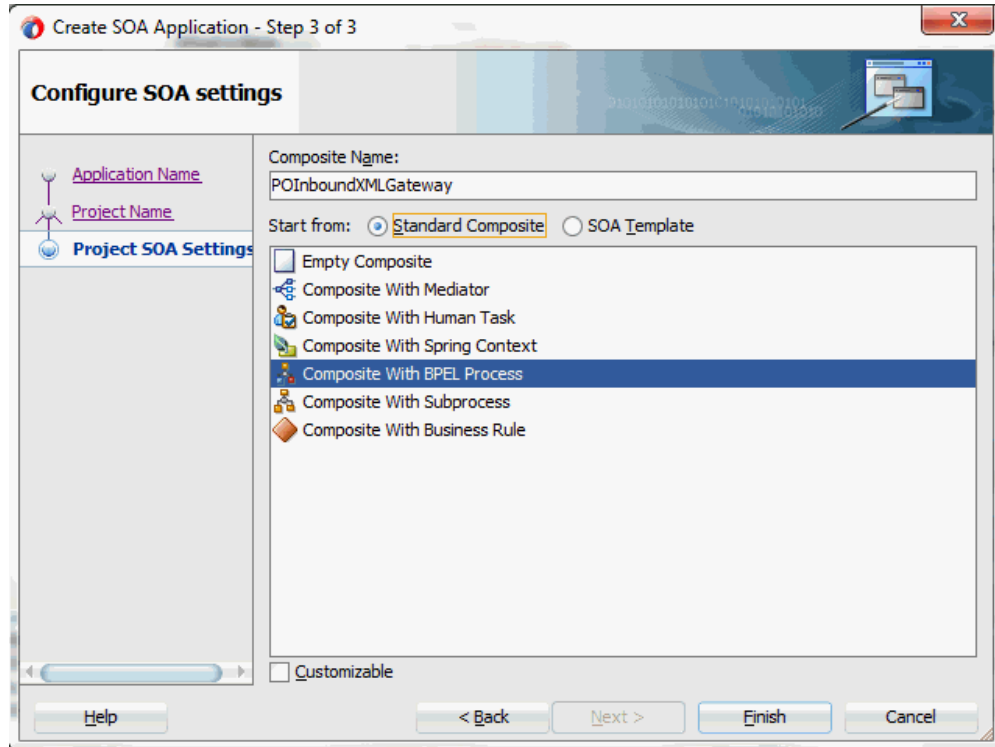 Create SOA Application - Step 3 of 3
Configure SOA settings
Application Name
Project Name
Project SOA Settings
Composite Name:
POInboundXMLGateway
Start from: Standard Composite SOA Template
Empty Composite
Composite With Mediator
Composite With Human Task
Composite With Spring Context
Composite With BPEL Process
Composite With Subprocess
Composite With Business Rule
Customizable
Help < Back Next > Finish Cancel